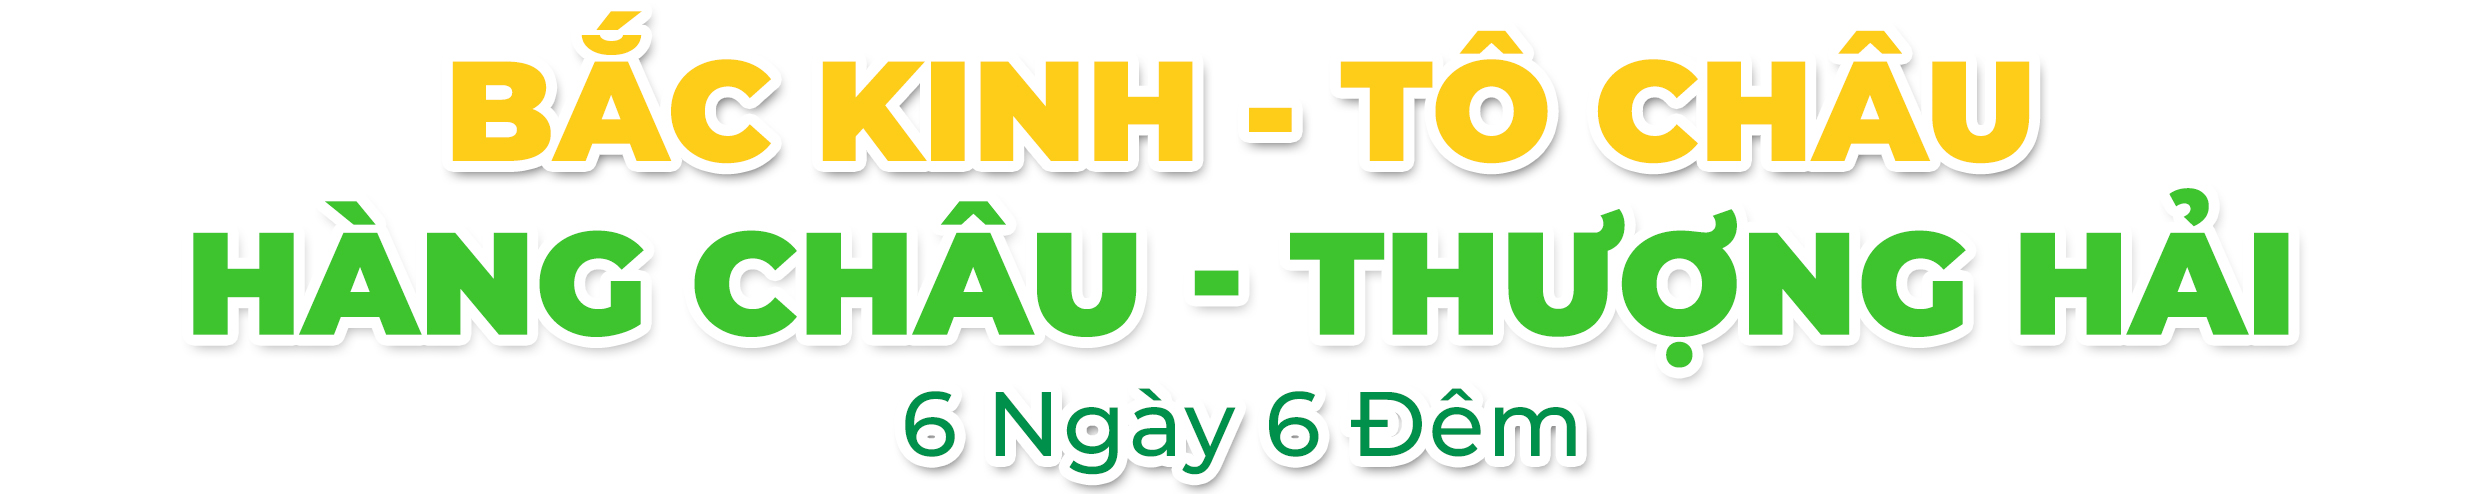 BẮC KINH - TÔ CHÂU
HÀNG CHÂU - THƯỢNG HẢI
6 Ngày 6 Đêm